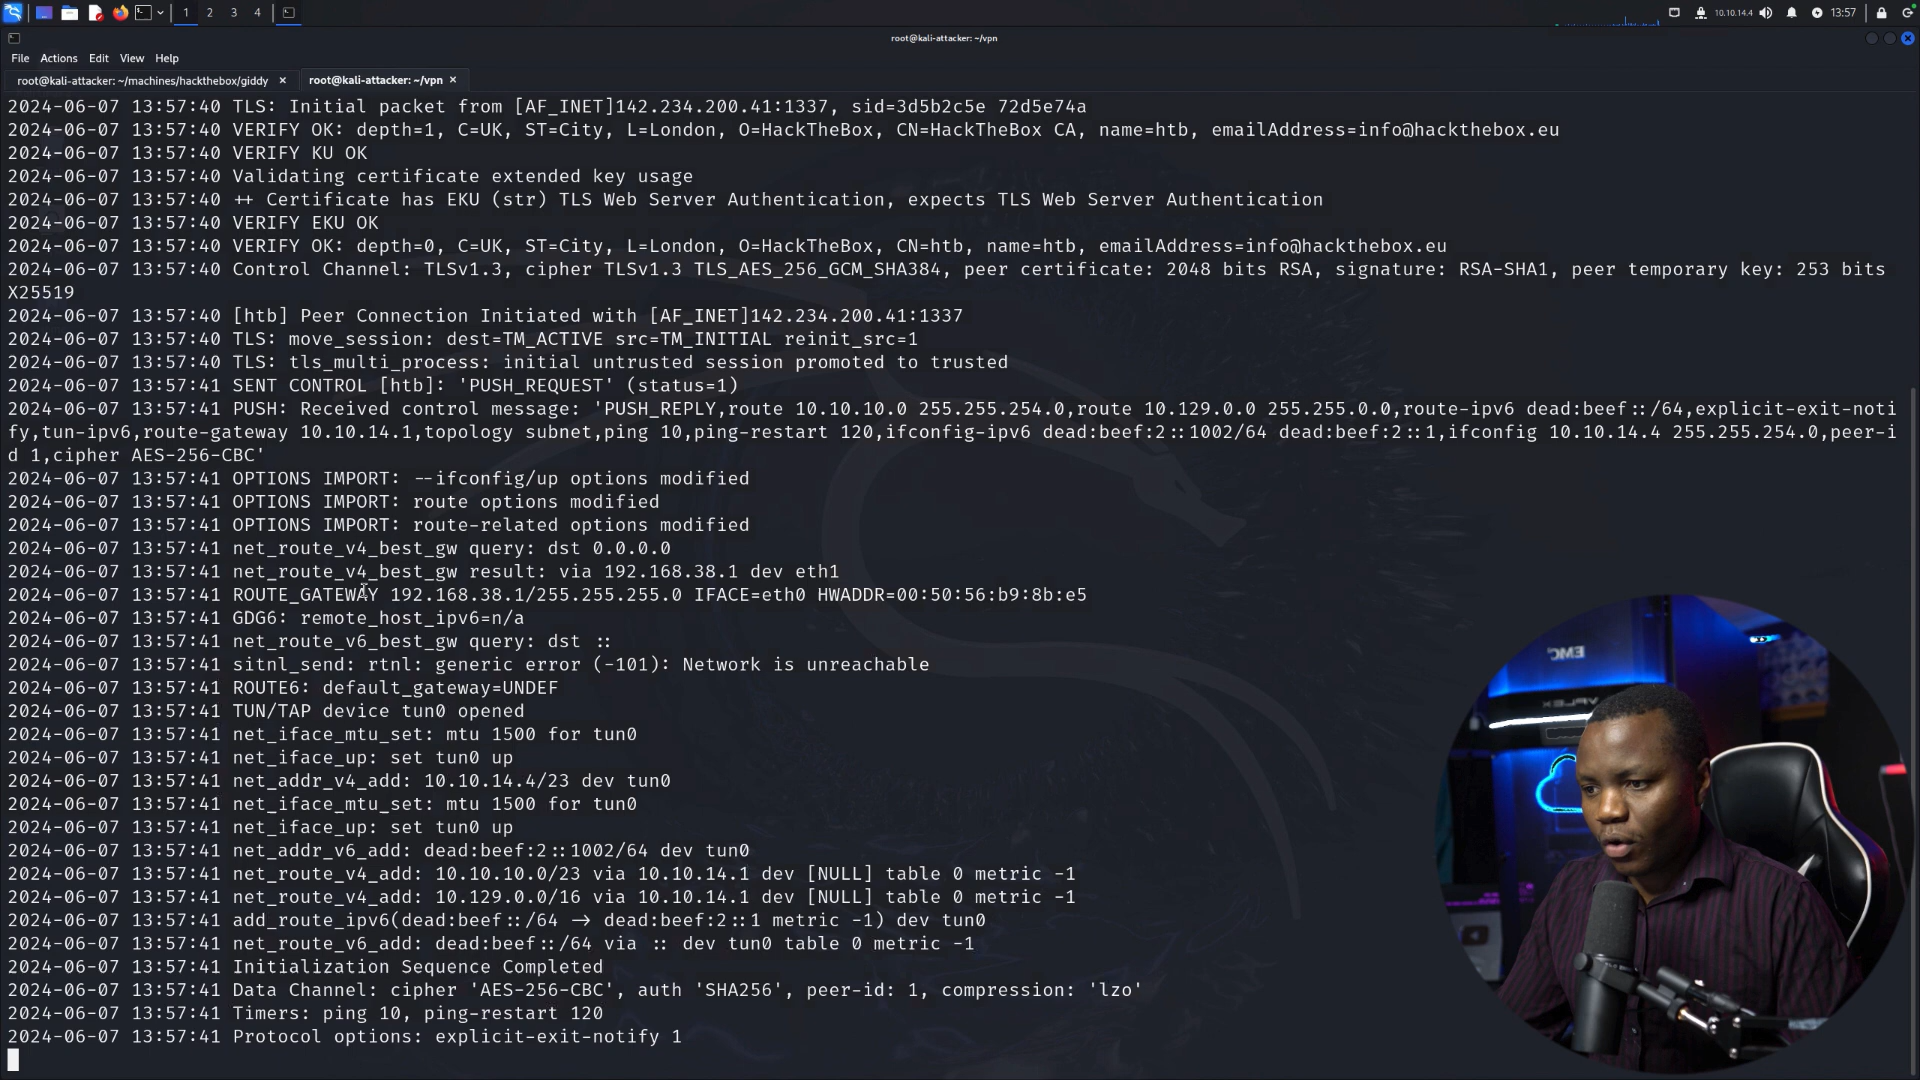 1 2 3 4
10.10.14.4 13:57
root@kali-attacker: ~/vpn
File Actions Edit View Help
root@kali-attacker: ~/machines/hackthebox/giddy × root@kali-attacker: ~/vpn ×
2024-06-07 13:57:40 TLS: Initial packet from [AF_INET]142.234.200.41:1337, sid=3d5b2c5e 72d5e74a
2024-06-07 13:57:40 VERIFY OK: depth=1, C=UK, ST=City, L=London, O=HackTheBox, CN=HackTheBox CA, name=htb, emailAddress=info@hackthebox.eu
2024-06-07 13:57:40 VERIFY KU OK
2024-06-07 13:57:40 Validating certificate extended key usage
2024-06-07 13:57:40 ++ Certificate has EKU (str) TLS Web Server Authentication, expects TLS Web Server Authentication
2024-06-07 13:57:40 VERIFY EKU OK
2024-06-07 13:57:40 VERIFY OK: depth=0, C=UK, ST=City, L=London, O=HackTheBox, CN=htb, name=htb, emailAddress=info@hackthebox.eu
2024-06-07 13:57:40 Control Channel: TLSv1.3, cipher TLSv1.3 TLS_AES_256_GCM_SHA384, peer certificate: 2048 bits RSA, signature: RSA-SHA1, peer temporary key: 253 bits
X25519
2024-06-07 13:57:40 [htb] Peer Connection Initiated with [AF_INET]142.234.200.41:1337
2024-06-07 13:57:40 TLS: move_session: dest=TM_ACTIVE src=TM_INITIAL reinit_src=1
2024-06-07 13:57:40 TLS: tls_multi_process: initial untrusted session promoted to trusted
2024-06-07 13:57:41 SENT CONTROL [htb]: 'PUSH_REQUEST' (status=1)
2024-06-07 13:57:41 PUSH: Received control message: 'PUSH_REPLY,route 10.10.10.0 255.255.254.0,route 10.129.0.0 255.255.0.0,route-ipv6 dead:beef::/64,explicit-exit-noti
fy,tun-ipv6,route-gateway 10.10.14.1,topology subnet,ping 10,ping-restart 120,ifconfig-ipv6 dead:beef:2::1002/64 dead:beef:2::1,ifconfig 10.10.14.4 255.255.254.0,peer-i
d 1,cipher AES-256-CBC'
2024-06-07 13:57:41 OPTIONS IMPORT: --ifconfig/up options modified
2024-06-07 13:57:41 OPTIONS IMPORT: route options modified
2024-06-07 13:57:41 OPTIONS IMPORT: route-related options modified
2024-06-07 13:57:41 net_route_v4_best_gw query: dst 0.0.0.0
2024-06-07 13:57:41 net_route_v4_best_gw result: via 192.168.38.1 dev eth1
2024-06-07 13:57:41 ROUTE_GATEWAY 192.168.38.1/255.255.255.0 IFACE=eth0 HWADDR=00:50:56:b9:8b:e5
2024-06-07 13:57:41 GDG6: remote_host_ipv6=n/a
2024-06-07 13:57:41 net_route_v6_best_gw query: dst ::
2024-06-07 13:57:41 sitnl_send: rtnl: generic error (-101): Network is unreachable
2024-06-07 13:57:41 ROUTE6: default_gateway=UNDEF
2024-06-07 13:57:41 TUN/TAP device tun0 opened
2024-06-07 13:57:41 net_iface_mtu_set: mtu 1500 for tun0
2024-06-07 13:57:41 net_iface_up: set tun0 up
2024-06-07 13:57:41 net_addr_v4_add: 10.10.14.4/23 dev tun0
2024-06-07 13:57:41 net_iface_mtu_set: mtu 1500 for tun0
2024-06-07 13:57:41 net_iface_up: set tun0 up
2024-06-07 13:57:41 net_addr_v6_add: dead:beef:2::1002/64 dev tun0
2024-06-07 13:57:41 net_route_v4_add: 10.10.10.0/23 via 10.10.14.1 dev [NULL] table 0 metric -1
2024-06-07 13:57:41 net_route_v4_add: 10.129.0.0/16 via 10.10.14.1 dev [NULL] table 0 metric -1
2024-06-07 13:57:41 add_route_ipv6(dead:beef::/64 -> dead:beef:2::1 metric -1) dev tun0
2024-06-07 13:57:41 net_route_v6_add: dead:beef::/64 via :: dev tun0 table 0 metric -1
2024-06-07 13:57:41 Initialization Sequence Completed
2024-06-07 13:57:41 Data Channel: cipher 'AES-256-CBC', auth 'SHA256', peer-id: 1, compression: 'lzo'
2024-06-07 13:57:41 Timers: ping 10, ping-restart 120
2024-06-07 13:57:41 Protocol options: explicit-exit-notify 1
EMC²